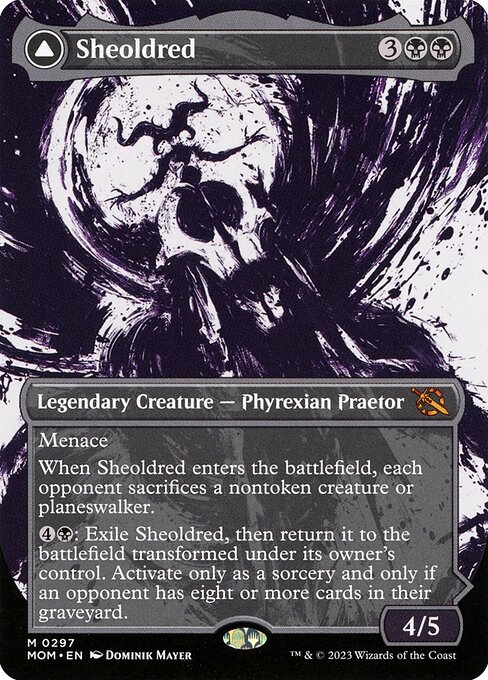 Sheoldred 3
Legendary Creature — Phyrexian Praetor
Menace
When Sheoldred enters the battlefield, each
opponent sacrifices a nontoken creature or
planeswalker.
4: Exile Sheoldred, then return it to the
battlefield transformed under its owner's
control. Activate only as a sorcery and only if
an opponent has eight or more cards in their
graveyard.
4/5
M 0297
MOM • EN Dominik Mayer
™ & © 2023 Wizards of the Coast